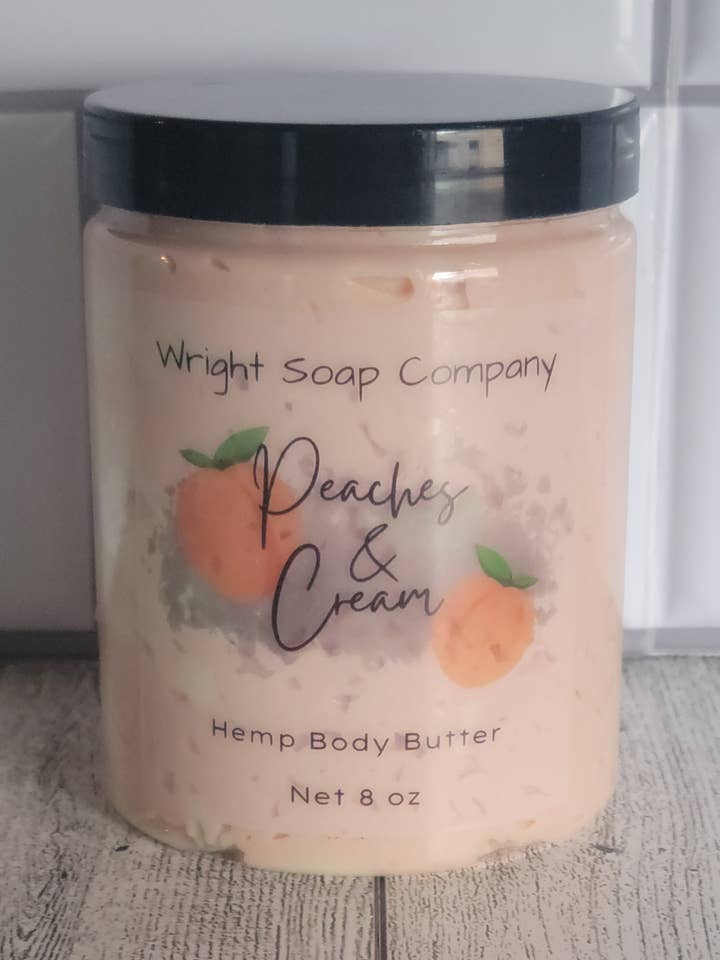 Wright Soap Company
Peaches
&
Cream
Hemp Body Butter
Net 8 oz